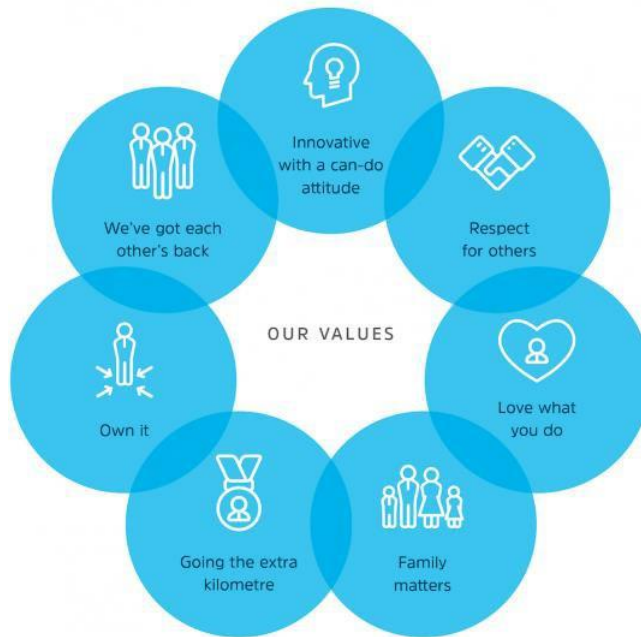 Innovative
with a can-do
attitude
Respect
for others
Love what
you do
Family
matters
Going the extra
kilometre
Own it
We've got each
other's back
OUR VALUES